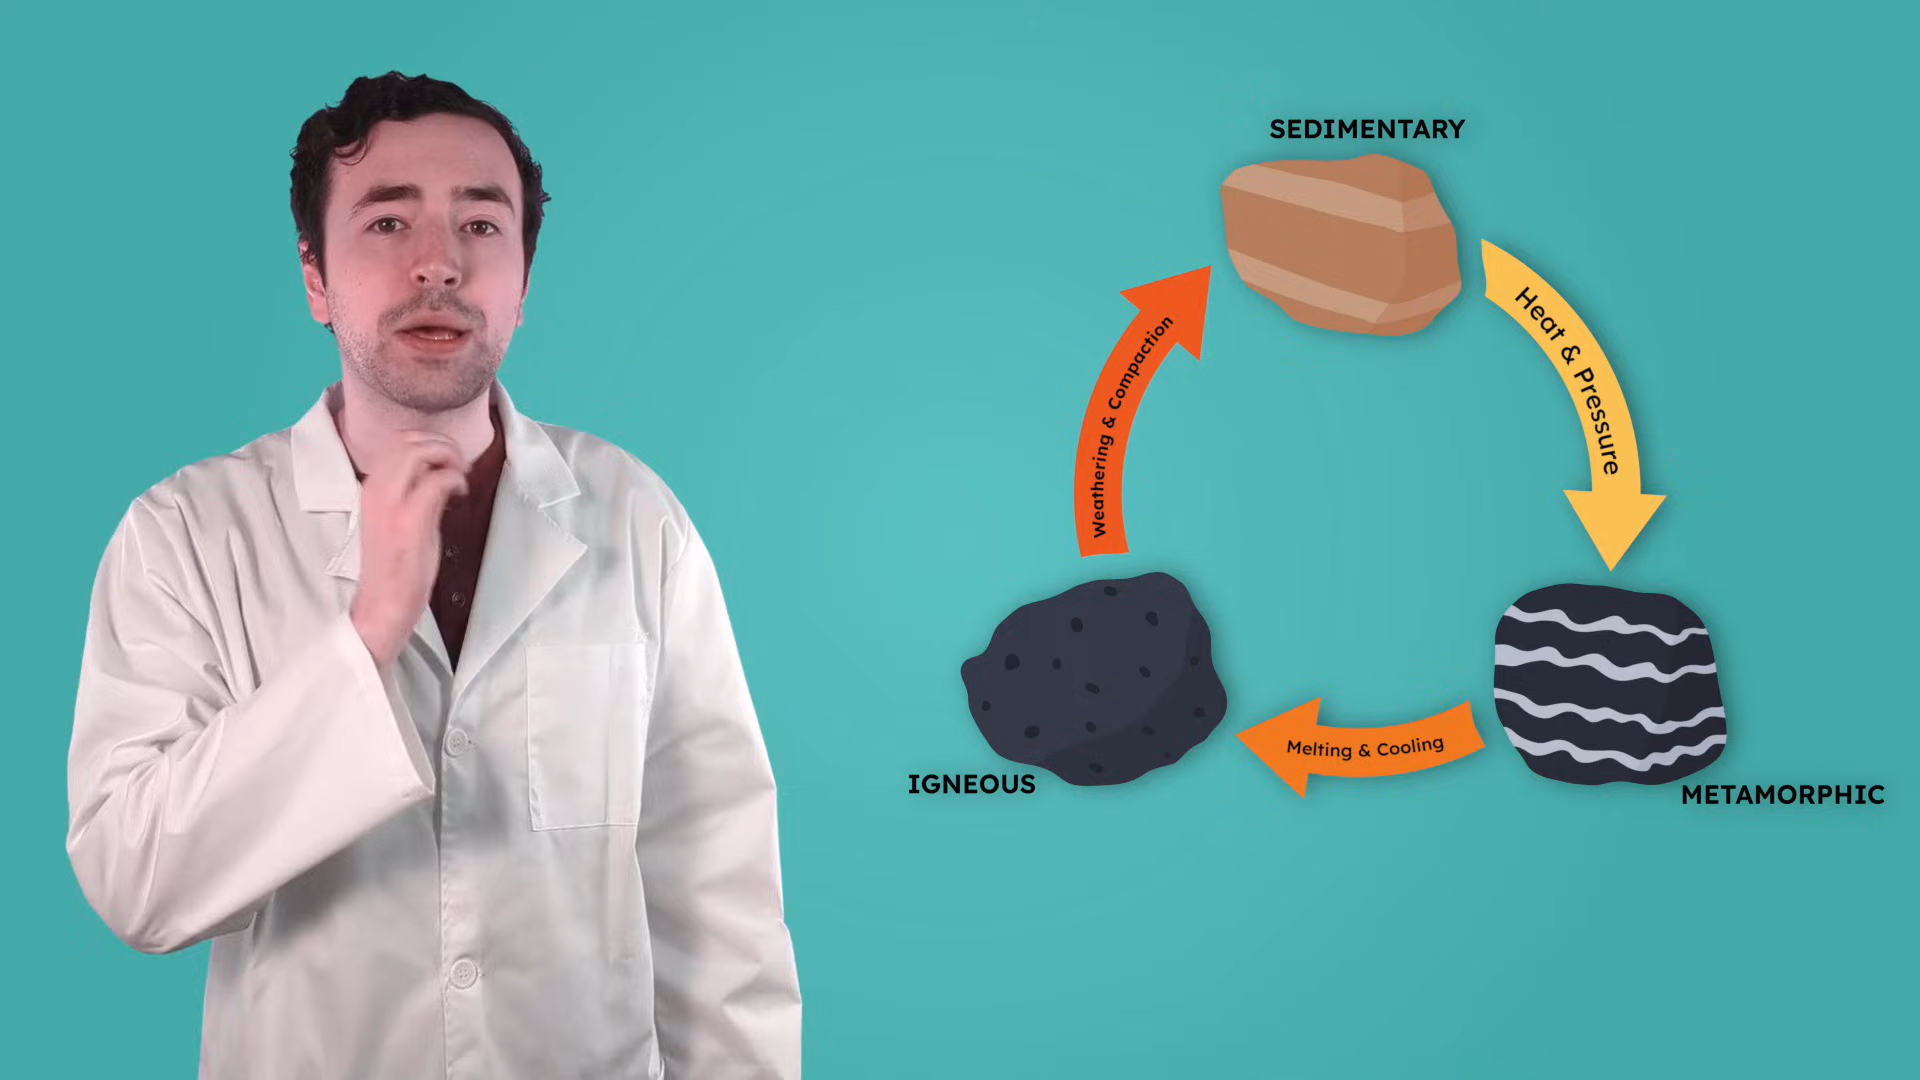 SEDIMENTARY
Heat & Pressure
Weathering & Compaction
Melting & Cooling
IGNEOUS
METAMORPHIC